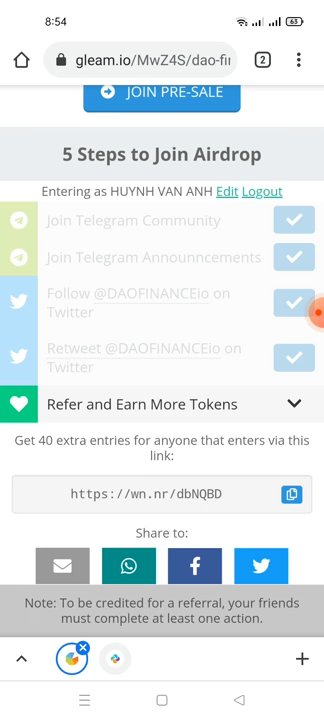 8:54
63
gleam.io/MwZ4S/dao-fir
2
JOIN PRE-SALE
5 Steps to Join Airdrop
Entering as HUYNH VAN ANH Edit Logout
Join Telegram Community
Join Telegram Announncements
Follow @DAOFINANCEio on
Twitter
Retweet @DAOFINANCEio on
Twitter
Refer and Earn More Tokens
Get 40 extra entries for anyone that enters via this
link:
https://wn.nr/dbNQBD
Share to:
Note: To be credited for a referral, your friends
must complete at least one action.